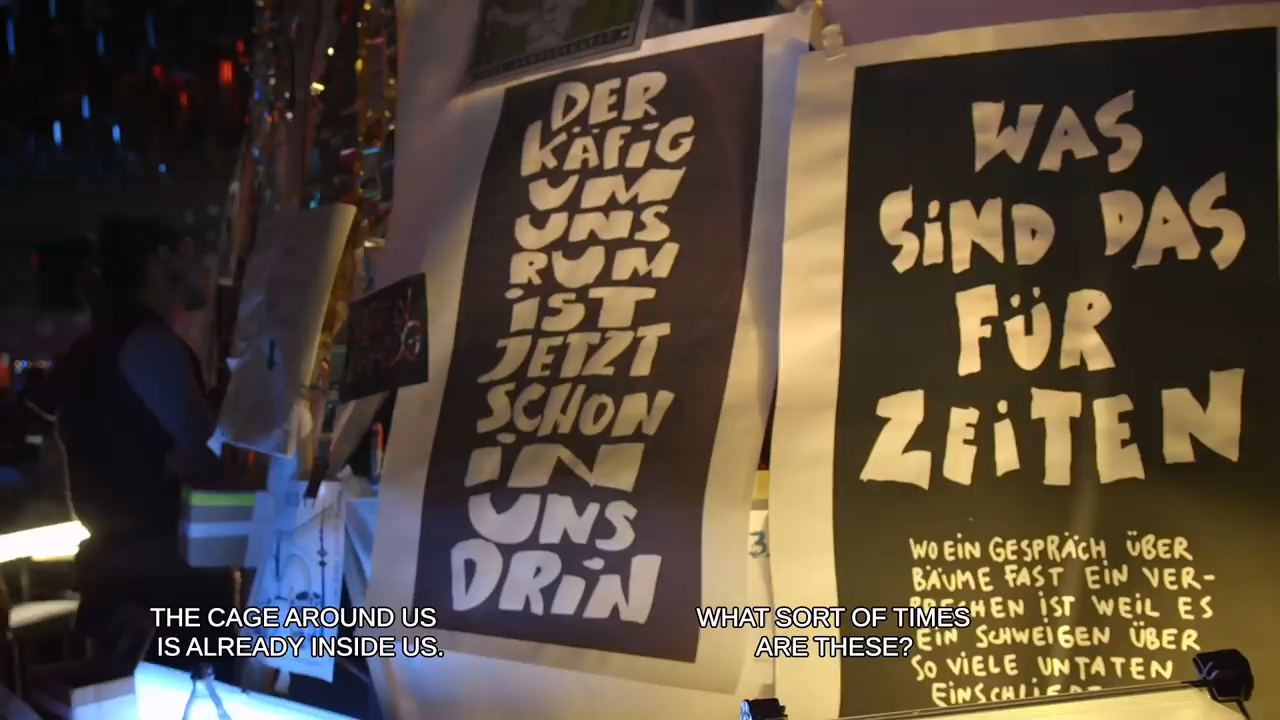 DER
KÄFiG
UM
UNS
RUM
iST
JETZT
SCHON
iN
UNS
DRiN
WAS
SiND DAS
FÜR
ZEiTEN
WO EiN GESPRÄCH ÜBER
BÄUME FAST EiN VER-
BRECHEN iST WEiL ES
EiN SCHWEiGEN ÜBER
SO ViELE UNTATEN
EiNSCHLiEßT
THE CAGE AROUND US
IS ALREADY INSIDE US.
WHAT SORT OF TIMES
ARE THESE?